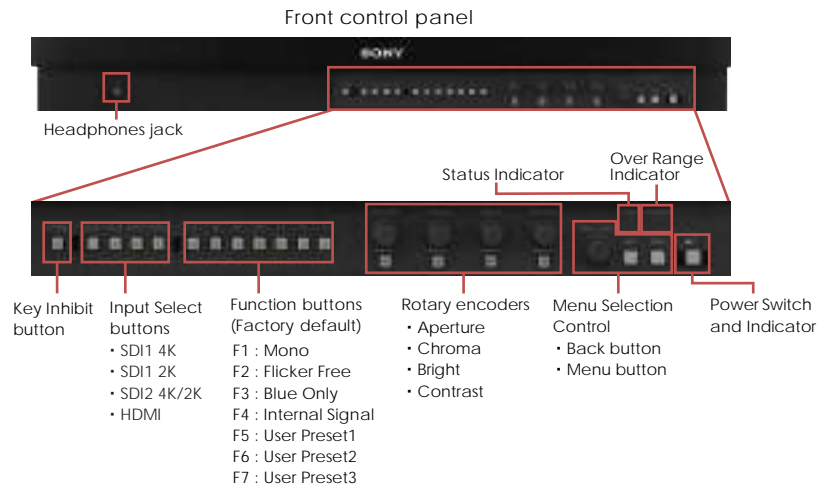 Front control panel
SONY
Headphones jack
Status Indicator
Over Range
Indicator
Key Inhibit
button
Input Select
buttons
・SDI1 4K
・SDI1 2K
・SDI2 4K/2K
・HDMI
Function buttons
(Factory default)
F1 : Mono
F2 : Flicker Free
F3 : Blue Only
F4 : Internal Signal
F5 : User Preset1
F6 : User Preset2
F7 : User Preset3
Rotary encoders
・Aperture
・Chroma
・Bright
・Contrast
Menu Selection
Control
・Back button
・Menu button
Power Switch
and Indicator